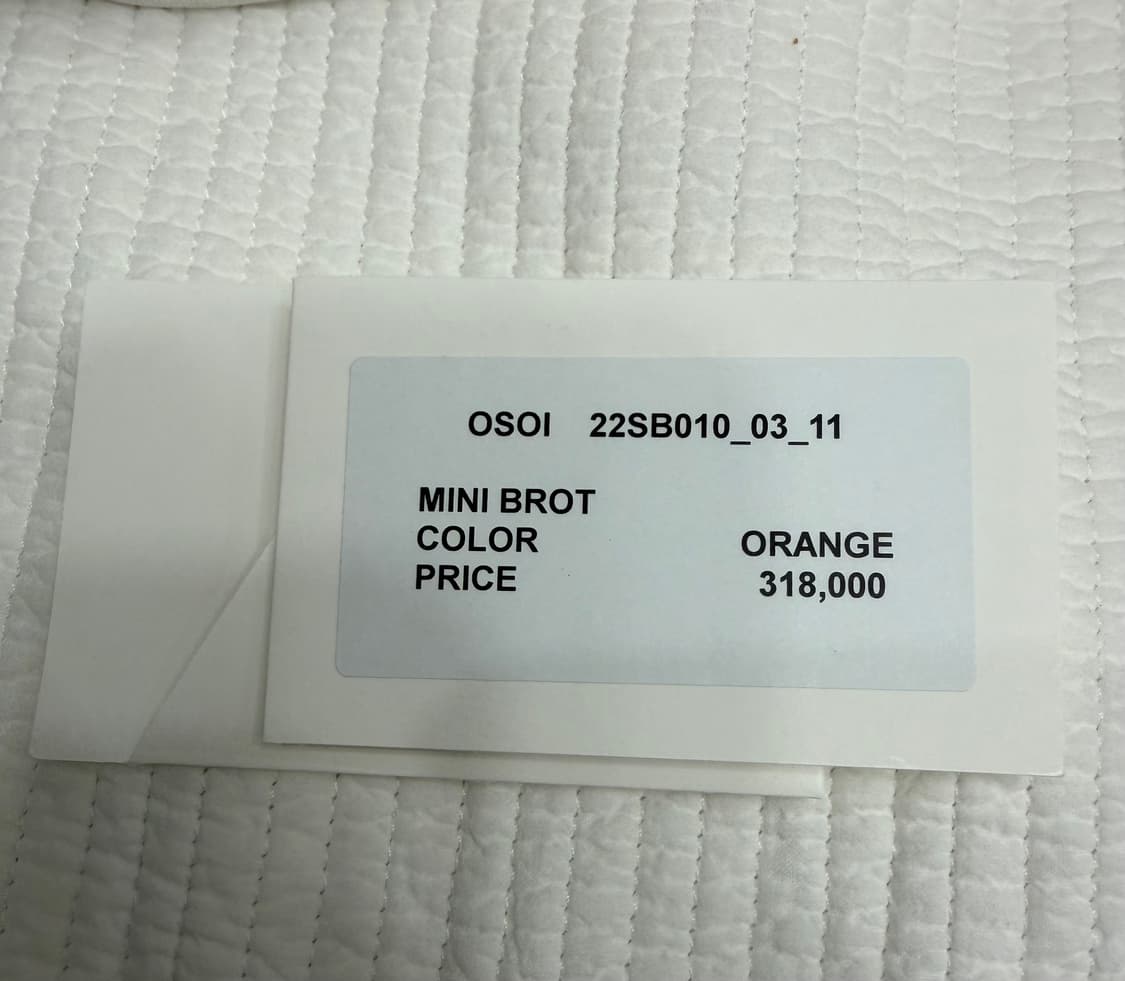 OSOI 22SB010_03_11
MINI BROT
COLOR ORANGE
PRICE 318,000